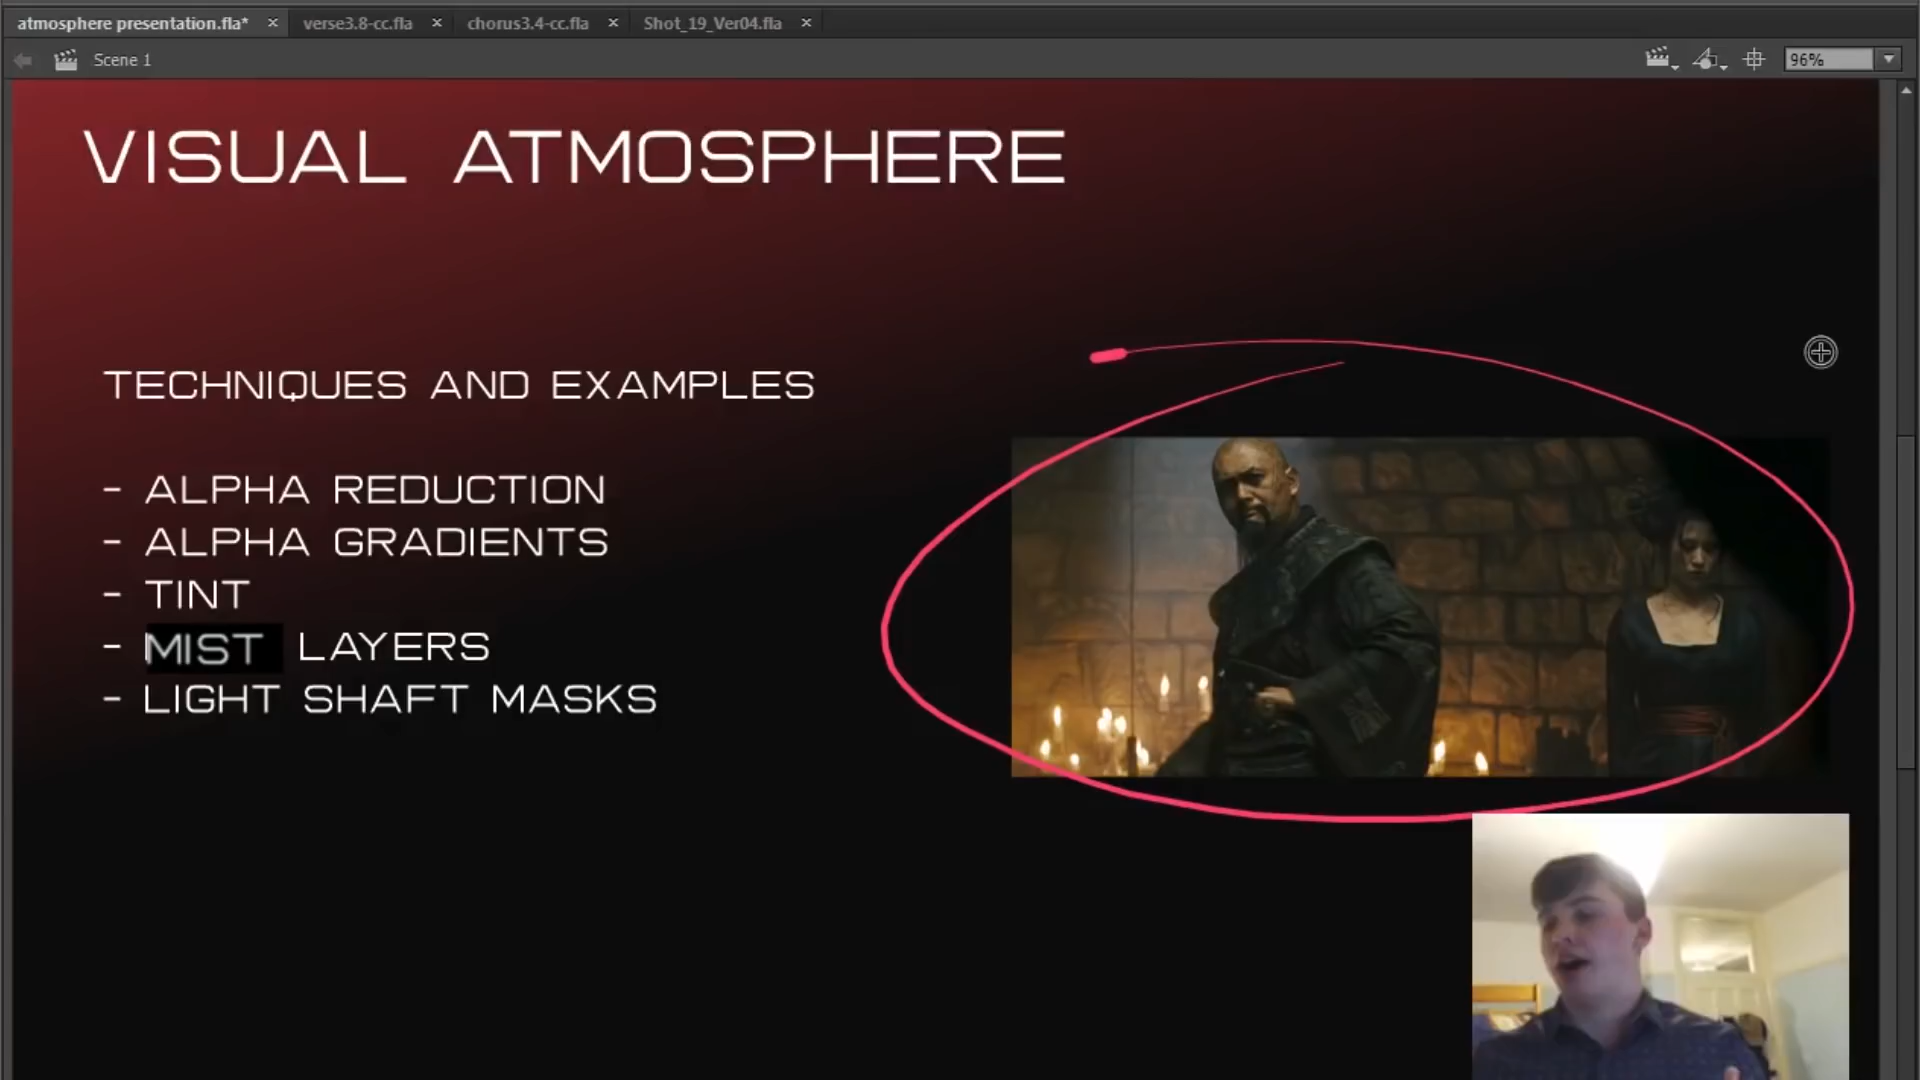 atmosphere presentation.fla* × verse3.8-cc.fla × chorus3.4-cc.fla × Shot_19_Ver04.fla ×
Scene 1 96%
VISUAL ATMOSPHERE
TECHNIQUES AND EXAMPLES
- ALPHA REDUCTION
- ALPHA GRADIENTS
- TINT
- MIST LAYERS
- LIGHT SHAFT MASKS